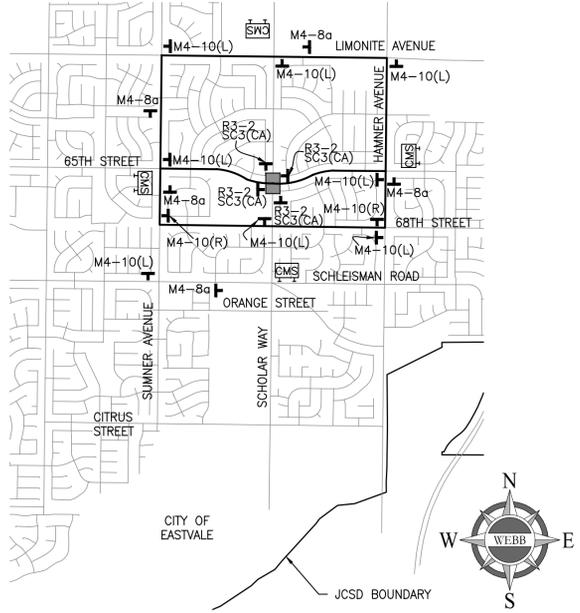 CMS
M4-8a
M4-10(L)
LIMONITE AVENUE
M4-10(L)
M4-10(L)
HAMNER AVENUE
M4-8a
R3-2
SC3(CA)
R3-2
SC3(CA)
CMS
65TH STREET
M4-10(L)
CMS
M4-10(L)
M4-8a
M4-8a
R3-2
SC3(CA)
R3-2
SC3(CA)
M4-10(R)
68TH STREET
M4-10(R)
M4-10(L)
M4-10(L)
M4-10(L)
CMS
SCHLEISMAN ROAD
M4-8a
ORANGE STREET
SUMNER AVENUE
SCHOLAR WAY
CITRUS
STREET
CITY OF
EASTVALE
JCSD BOUNDARY
N
W
WEBB
E
S